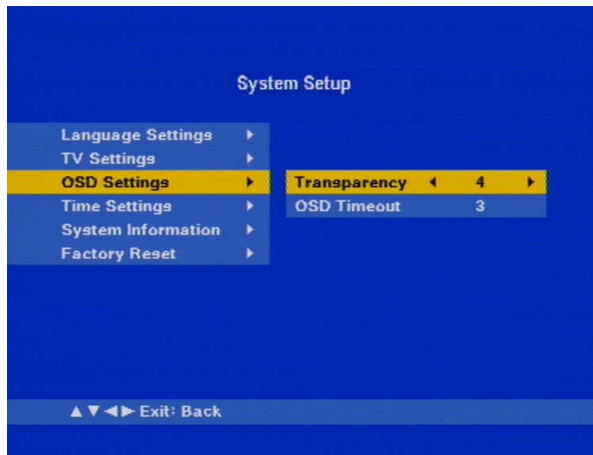 System Setup
Language Settings ▶
TV Settings ▶
OSD Settings ▶
Time Settings ▶
System Information ▶
Factory Reset ▶
Transparency ◀ 4 ▶
OSD Timeout 3
▲▼◀▶ Exit: Back